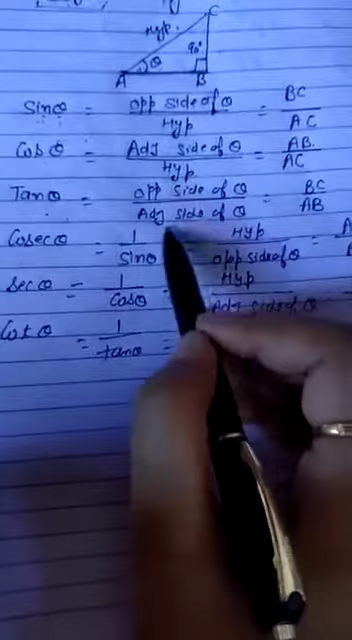 C
Hyp.
90°
θ
A B
Sinθ = opp side of θ / Hyp = BC / AC
Cos θ = Adj side of θ / Hyp = AB. / AC
Tanθ = opp side of θ / Adj side of θ = BC / AB
Cosecθ = 1 / Sinθ Hyp / opp side of θ =
Secθ = 1 / Cosθ Hyp / Adj side of θ
Cotθ = 1 / tanθ =